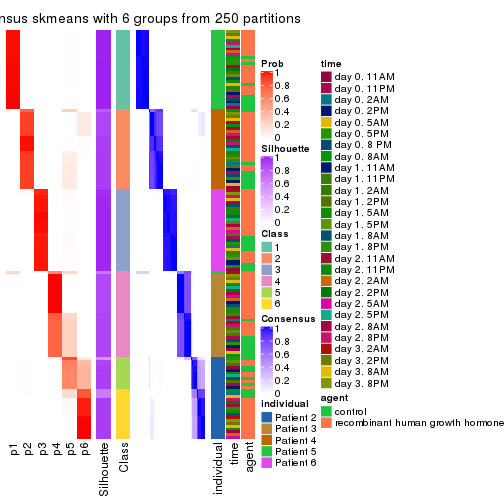 nsus skmeans with 6 groups from 250 partitions
p1
p2
p3
p4
p5
p6
Silhouette
Class
individual
time
agent
Prob
1
0.8
0.6
0.4
0.2
0
Silhouette
1
0.8
0.6
0.4
0.2
0
Class
1
2
3
4
5
6
Consensus
1
0.8
0.6
0.4
0.2
0
individual
Patient 2
Patient 3
Patient 4
Patient 5
Patient 6
time
day 0. 11AM
day 0. 11PM
day 0. 2AM
day 0. 2PM
day 0. 5AM
day 0. 5PM
day 0. 8 PM
day 0. 8AM
day 1. 11AM
day 1. 11PM
day 1. 2AM
day 1. 2PM
day 1. 5AM
day 1. 5PM
day 1. 8AM
day 1. 8PM
day 2. 11AM
day 2. 11PM
day 2. 2AM
day 2. 2PM
day 2. 5AM
day 2. 5PM
day 2. 8AM
day 2. 8PM
day 3. 2AM
day 3. 2PM
day 3. 8AM
day 3. 8PM
agent
control
recombinant human growth hormone